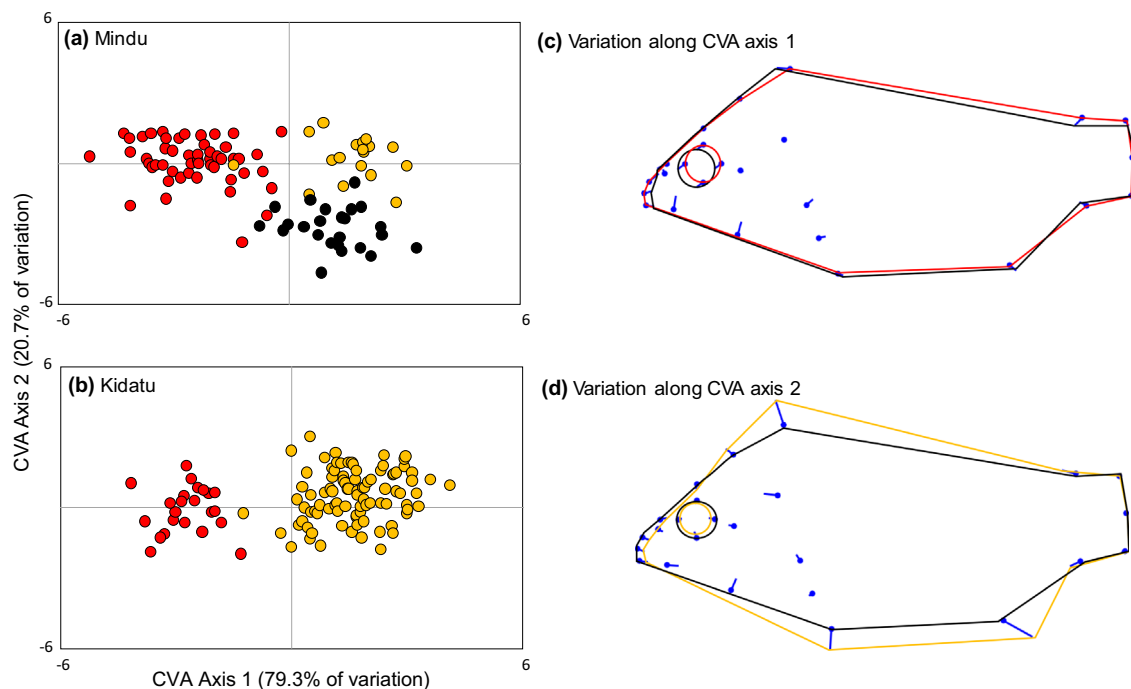 6
(a) Mindu
-6
-6
6
(c) Variation along CVA axis 1
CVA Axis 2 (20.7% of variation)
6
(b) Kidatu
-6
-6
6
CVA Axis 1 (79.3% of variation)
(d) Variation along CVA axis 2